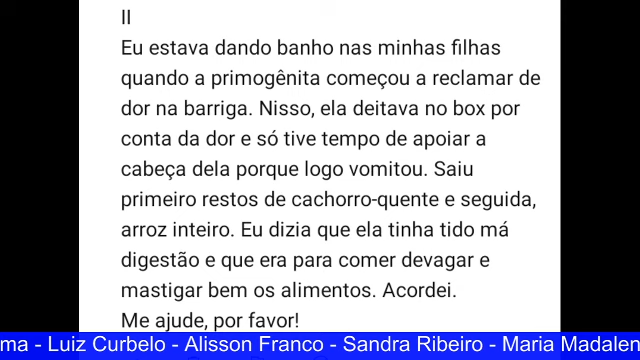 II
Eu estava dando banho nas minhas filhas
quando a primogênita começou a reclamar de
dor na barriga. Nisso, ela deitava no box por
conta da dor e só tive tempo de apoiar a
cabeça dela porque logo vomitou. Saiu
primeiro restos de cachorro-quente e seguida,
arroz inteiro. Eu dizia que ela tinha tido má
digestão e que era para comer devagar e
mastigar bem os alimentos. Acordei.
Me ajude, por favor!
ma - Luiz Curbelo - Alisson Franco - Sandra Ribeiro - Maria Madalen